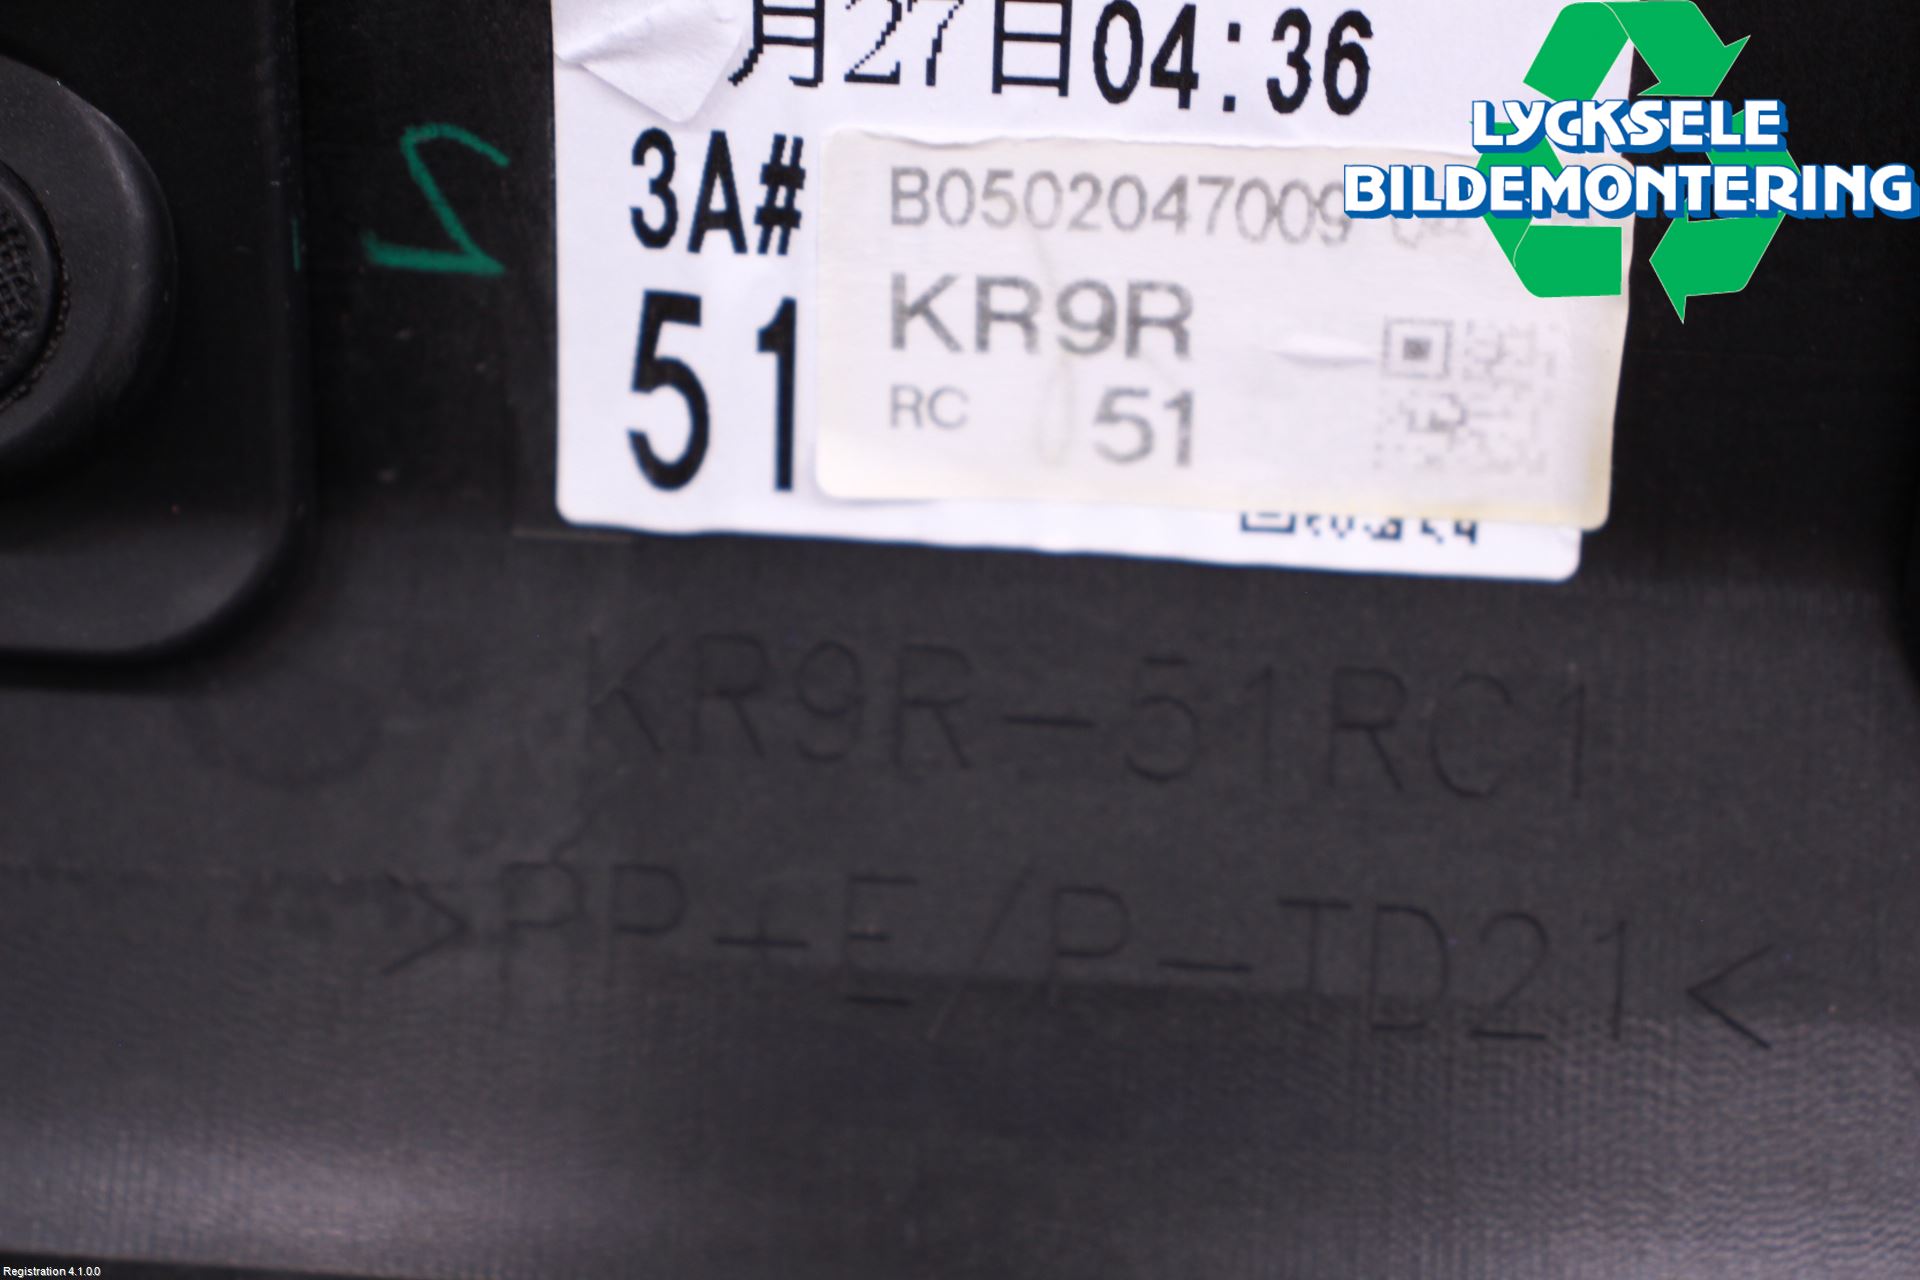 月27日04:36
3A#
51
B0502047009
KR9R
RC 51
LYCKSELE
BILDEMONTERING
2
KR9R-51RC1
>PP+E/P-TD21<
Registration 4.1.0.0